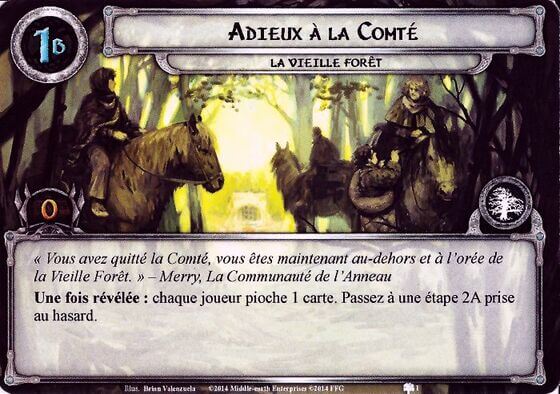 1B
ADIEUX À LA COMTÉ
LA VIEILLE FORÊT
0
« Vous avez quitté la Comté, vous êtes maintenant au-dehors et à l'orée de
la Vieille Forêt. » – Merry, La Communauté de l'Anneau
Une fois révélée : chaque joueur pioche 1 carte. Passez à une étape 2A prise
au hasard.
Illus. Brian Valenzuela ©2014 Middle-earth Enterprises ©2014 FFG 1